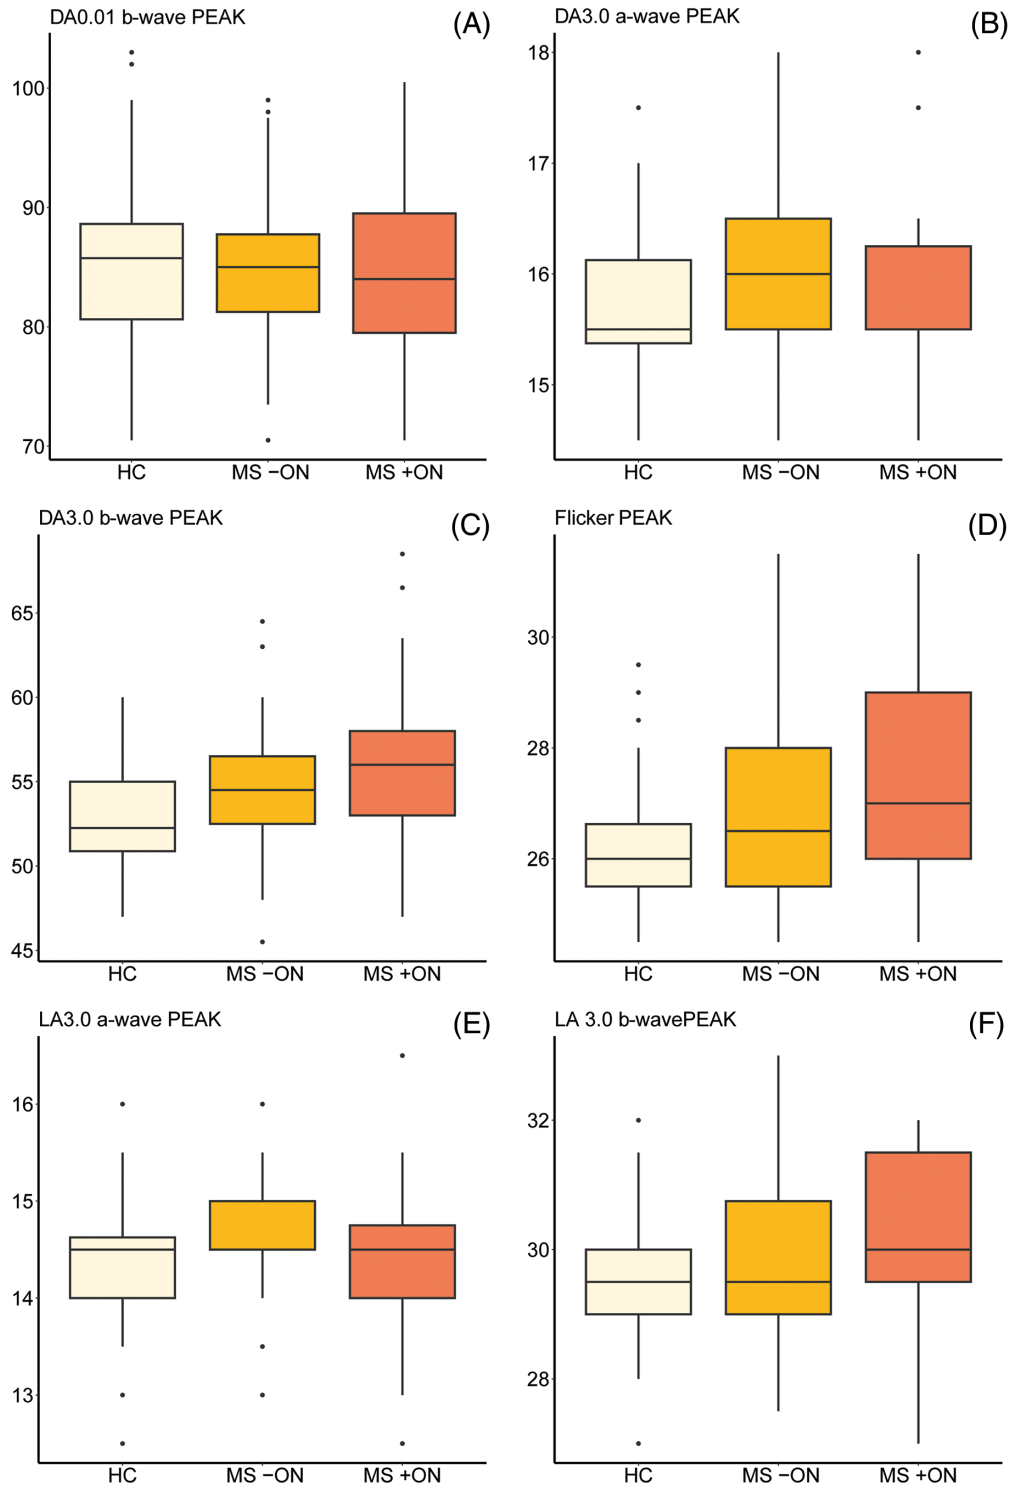 DA0.01 b-wave PEAK
(A)
100
90
80
70
HC
MS −ON
MS +ON
DA3.0 a-wave PEAK
(B)
18
17
16
15
HC
MS −ON
MS +ON
DA3.0 b-wave PEAK
(C)
65
60
55
50
45
HC
MS −ON
MS +ON
Flicker PEAK
(D)
30
28
26
HC
MS −ON
MS +ON
LA3.0 a-wave PEAK
(E)
16
15
14
13
HC
MS −ON
MS +ON
LA 3.0 b-wavePEAK
(F)
32
30
28
HC
MS −ON
MS +ON